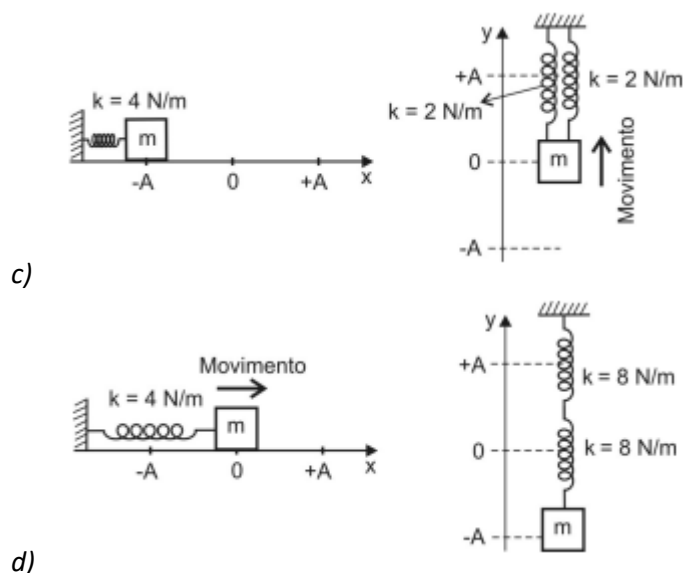 k = 4 N/m
m
-A
0
+A
x
y
+A
k = 2 N/m
k = 2 N/m
0
m
Movimento
-A
c)
Movimento
k = 4 N/m
m
-A
0
+A
x
y
+A
k = 8 N/m
0
k = 8 N/m
-A
m
d)